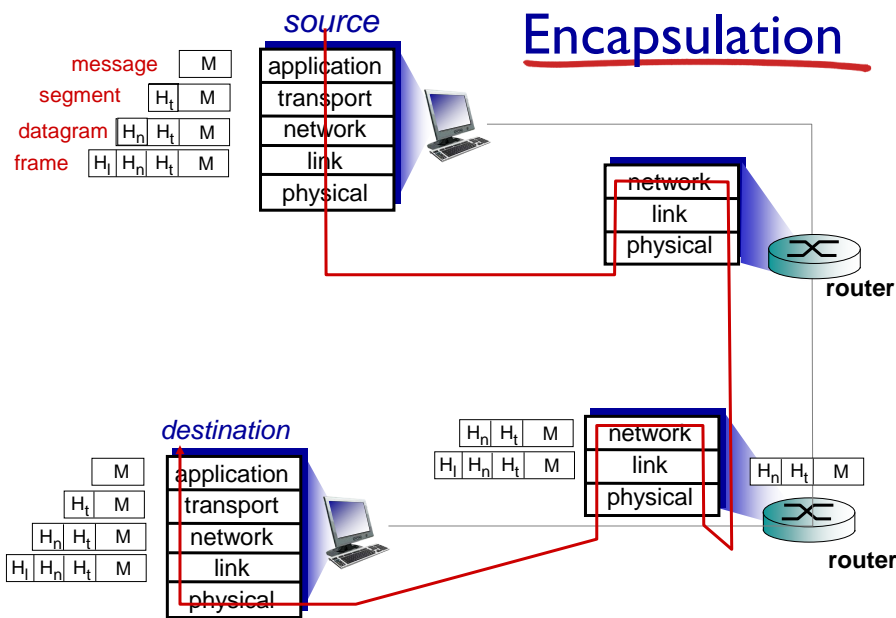 source
Encapsulation
message M
segment Ht M
datagram Hn Ht M
frame Hl Hn Ht M
application
transport
network
link
physical
network
link
physical
router
destination
M
Ht M
Hn Ht M
Hl Hn Ht M
application
transport
network
link
physical
Hn Ht M
Hl Hn Ht M
network
link
physical
Hn Ht M
router